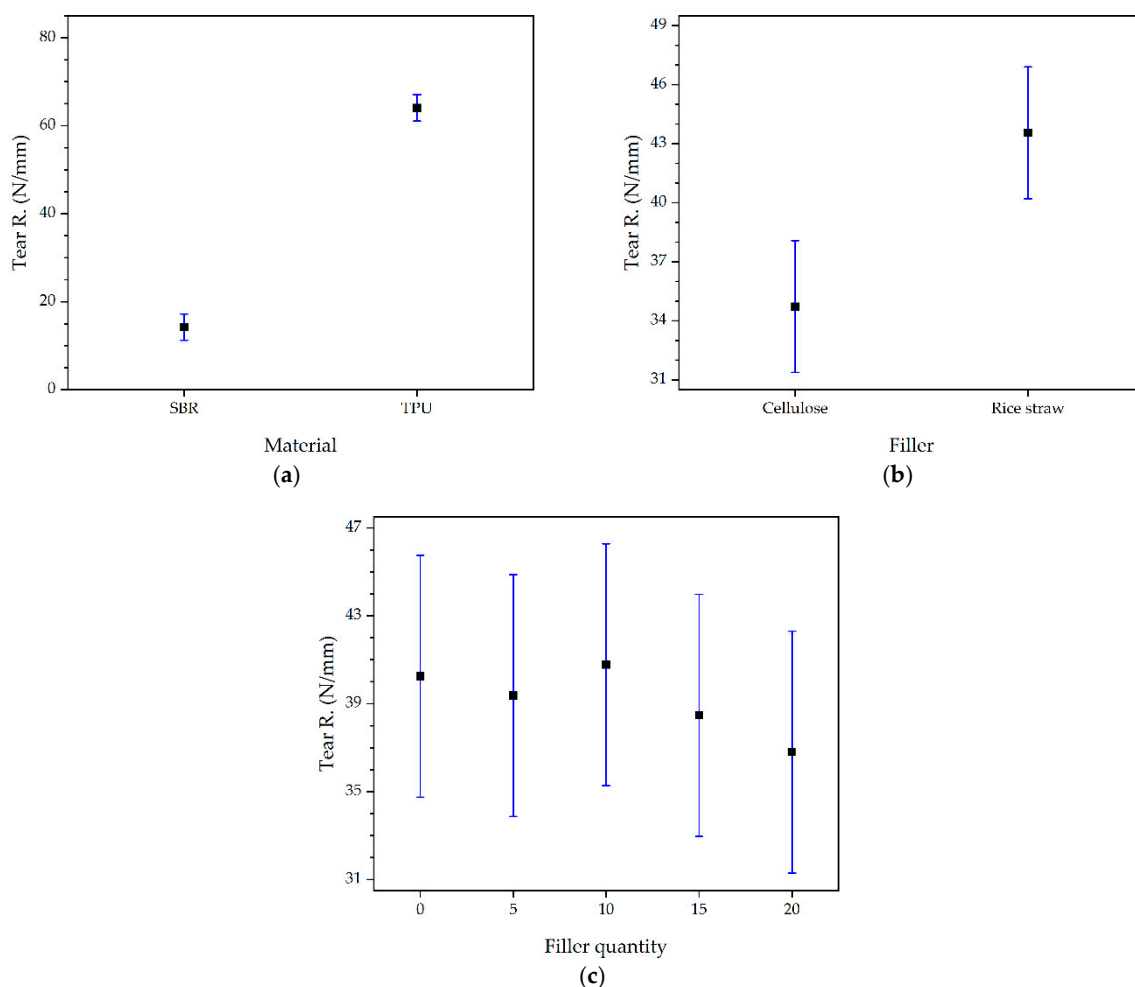 80
60
40
20
0
Tear R. (N/mm)
SBR TPU
Material
(a)
49
46
43
40
37
34
31
Tear R. (N/mm)
Cellulose Rice straw
Filler
(b)
47
43
39
35
31
Tear R. (N/mm)
0 5 10 15 20
Filler quantity
(c)